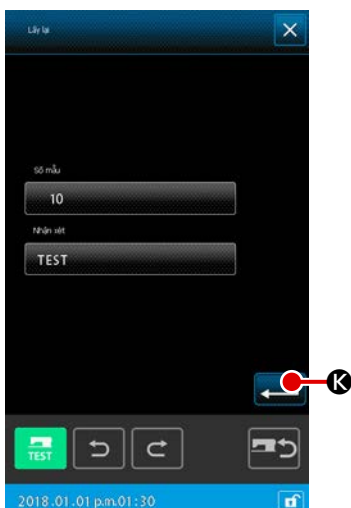 Lấy lại
Số mẫu
10
Nhận xét
TEST
K
TEST
2018.01.01 p.m.01:30